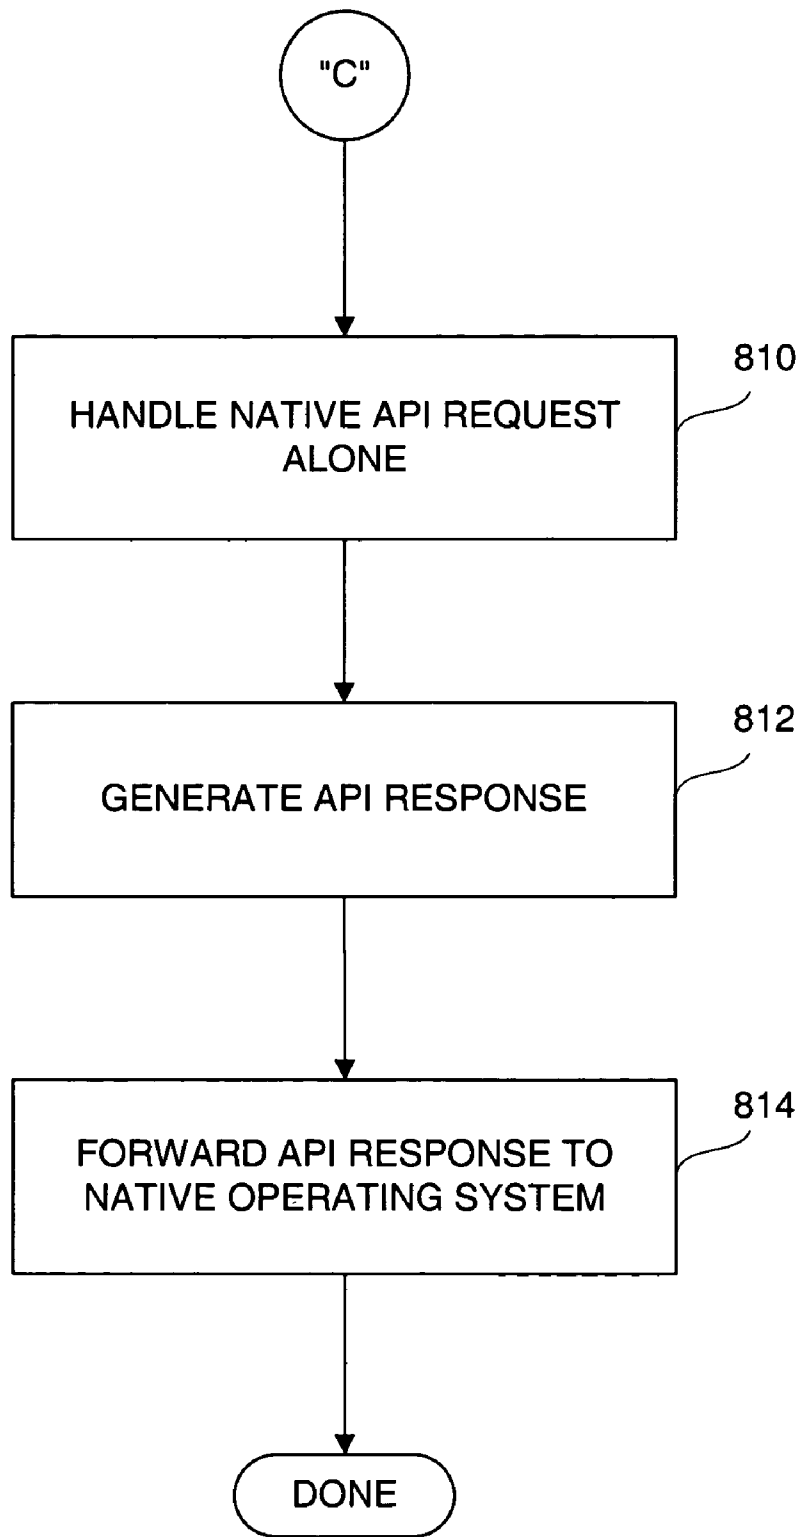 "C"
810
HANDLE NATIVE API REQUEST
ALONE
812
GENERATE API RESPONSE
814
FORWARD API RESPONSE TO
NATIVE OPERATING SYSTEM
DONE